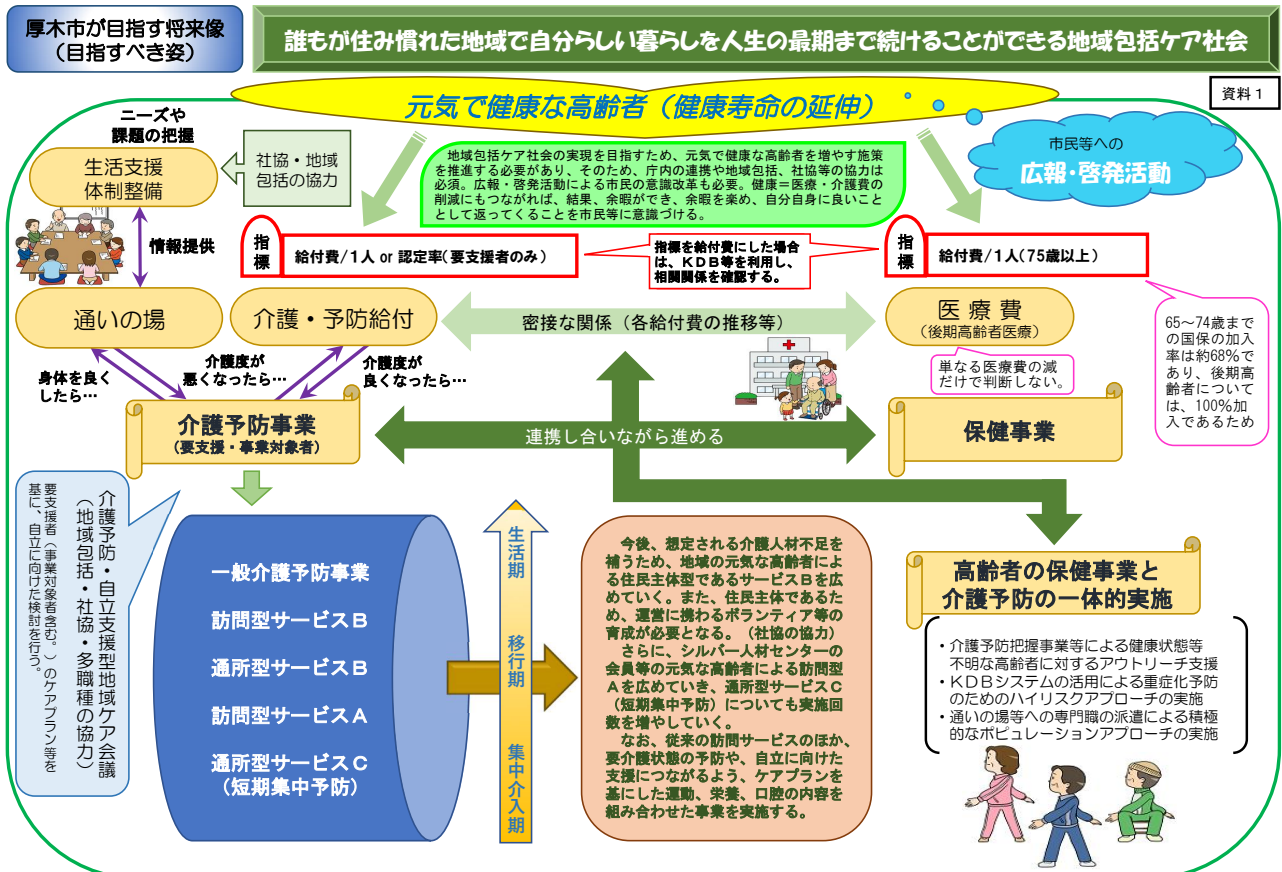 厚木市が目指す将来像
（目指すべき姿）
誰もが住み慣れた地域で自分らしい暮らしを人生の最期まで続けることができる地域包括ケア社会
資料１
元気で健康な高齢者（健康寿命の延伸）
ニーズや
課題の把握
生活支援
体制整備
社協・地域
包括の協力
地域包括ケア社会の実現を目指すため、元気で健康な高齢者を増やす施策
を推進する必要があり、そのため、庁内の連携や地域包括、社協等の協力は
必須。広報・啓発活動による市民の意識改革も必要。健康＝医療・介護費の
削減にもつながれば、結果、余暇ができ、余暇を楽め、自分自身に良いこと
として返ってくることを市民等に意識づける。
市民等への
広報・啓発活動
情報提供
指標
給付費/１人 or 認定率(要支援者のみ)
指標を給付費にした場合
は、ＫＤＢ等を利用し、
相関関係を確認する。
指標
給付費/１人(75歳以上)
通いの場
介護・予防給付
密接な関係（各給付費の推移等）
医 療 費
（後期高齢者医療）
単なる医療費の減
だけで判断しない。
65～74歳まで
の国保の加入
率は約68％で
あり、後期高
齢者について
は、100％加
入であるため
身体を良く
したら…
介護度が
悪くなったら…
介護度が
良くなったら…
介護予防事業
（要支援・事業対象者）
連携し合いながら進める
保健事業
介護予防・自立支援型地域ケア会議
（地域包括・社協・多職種の協力）
要支援者（事業対象者含む。）のケアプラン等を
基に、自立に向けた検討を行う。
一般介護予防事業
訪問型サービスＢ
通所型サービスＢ
訪問型サービスＡ
通所型サービスＣ
（短期集中予防）
生活期
移行期
集中介入期
今後、想定される介護人材不足を
補うため、地域の元気な高齢者によ
る住民主体型であるサービスＢを広
めていく。また、住民主体であるた
め、運営に携わるボランティア等の
育成が必要となる。（社協の協力）
さらに、シルバー人材センターの
会員等の元気な高齢者による訪問型
Ａを広めていき、通所型サービスＣ
（短期集中予防）についても実施回
数を増やしていく。
なお、従来の訪問サービスのほか、
要介護状態の予防や、自立に向けた
支援につながるよう、ケアプランを
基にした運動、栄養、口腔の内容を
組み合わせた事業を実施する。
高齢者の保健事業と
介護予防の一体的実施
・介護予防把握事業等による健康状態等
不明な高齢者に対するアウトリーチ支援
・ＫＤＢシステムの活用による重症化予防
のためのハイリスクアプローチの実施
・通いの場等への専門職の派遣による積極
的なポピュレーションアプローチの実施